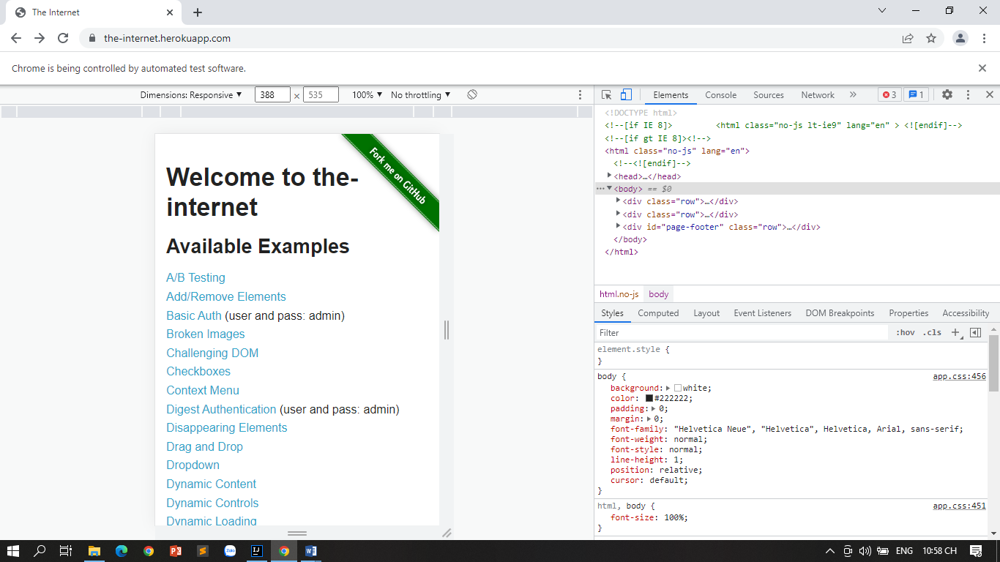 The Internet
the-internet.herokuapp.com
Chrome is being controlled by automated test software.
Dimensions: Responsive 388 × 535 100% No throttling
Elements Console Sources Network 3 1
Fork me on GitHub
Welcome to the-
internet
Available Examples
A/B Testing
Add/Remove Elements
Basic Auth (user and pass: admin)
Broken Images
Challenging DOM
Checkboxes
Context Menu
Digest Authentication (user and pass: admin)
Disappearing Elements
Drag and Drop
Dropdown
Dynamic Content
Dynamic Controls
Dynamic Loading
<!DOCTYPE html>
<!--[if IE 8]> <html class="no-js lt-ie9" lang="en" > <![endif]-->
<!--[if gt IE 8]><!-->
<html class="no-js" lang="en">
<!--<![endif]-->
<head>…</head>
<body> == $0
<div class="row">…</div>
<div class="row">…</div>
<div id="page-footer" class="row">…</div>
</body>
</html>
html.no-js body
Styles Computed Layout Event Listeners DOM Breakpoints Properties Accessibility
Filter :hov .cls
element.style {
}
body { app.css:456
background: white;
color: #222222;
padding: 0;
margin: 0;
font-family: "Helvetica Neue", "Helvetica", Helvetica, Arial, sans-serif;
font-weight: normal;
font-style: normal;
line-height: 1;
position: relative;
cursor: default;
}
html, body { app.css:451
font-size: 100%;
}
Zalo
ENG 10:58 CH